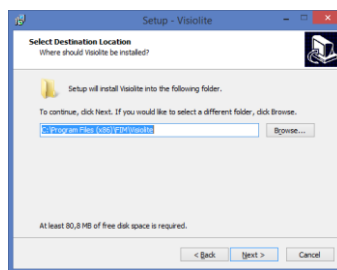 Setup - Visiolite
Select Destination Location
Where should Visiolite be installed?
Setup will install Visiolite into the following folder.
To continue, click Next. If you would like to select a different folder, click Browse.
C:\Program Files (x86)\FIM\Visiolite
Browse...
At least 80,8 MB of free disk space is required.
< Back
Next >
Cancel